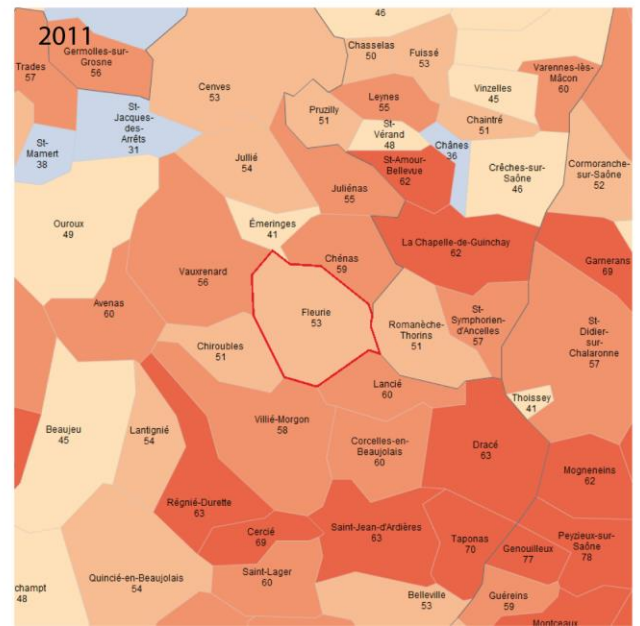 2011
46
Chasselas
50
Fuissé
53
Germolles-sur-
Grosne
56
Trades
57
Cenves
53
Varennes-lès-
Mâcon
60
Vinzelles
45
Leynes
55
Pruzilly
51
Chaintré
51
St-
Jacques-
des-
Arrêts
31
St-
Vérand
48
Chânes
36
St-
Mamert
38
Jullié
54
St-Amour-
Bellevue
62
Crêches-sur-
Saône
46
Cormoranche-
sur-Saône
52
Juliénas
55
Ouroux
49
Émeringes
41
La Chapelle-de-Guinchay
62
Chénas
59
Garnerans
69
Vauxrenard
56
Avenas
60
Fleurie
53
Romanèche-
Thorins
51
St-
Symphorien-
d'Ancelles
57
St-
Didier-
sur-
Chalaronne
57
Chiroubles
51
Lancié
60
Thoissey
41
Beaujeu
45
Lantignié
54
Villié-Morgon
58
Corcelles-en-
Beaujolais
60
Dracé
63
Mogneneins
62
Régnié-Durette
63
Cercié
69
Saint-Jean-d'Ardières
63
Taponas
70
Genouilleux
77
Peyzieux-sur-
Saône
78
champt
48
Quincié-en-Beaujolais
54
Saint-Lager
60
Belleville
53
Guéreins
59
Montceaux